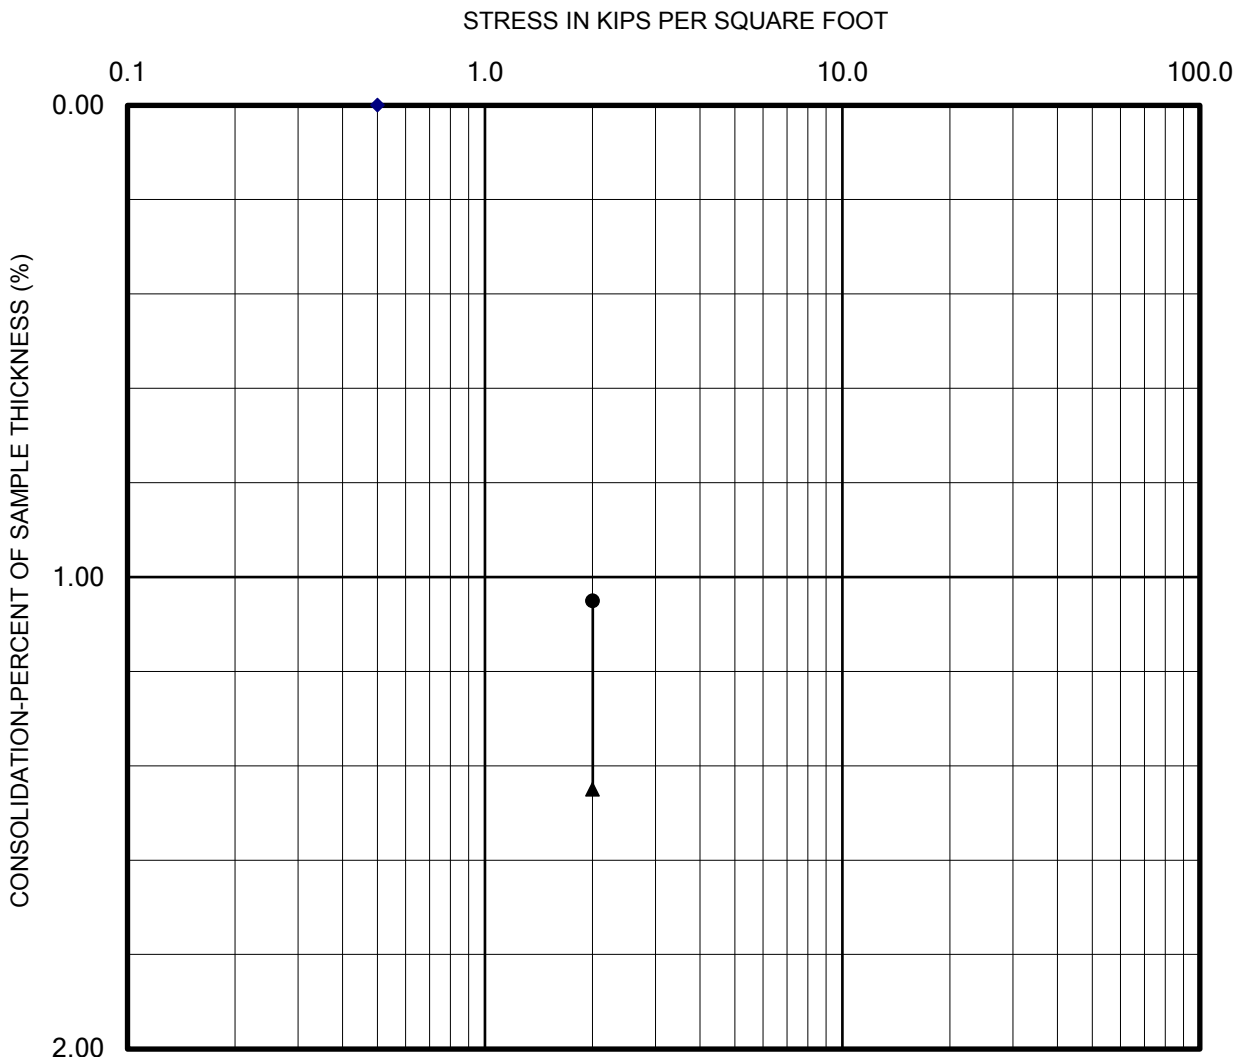 STRESS IN KIPS PER SQUARE FOOT
0.1 1.0 10.0 100.0
0.00
CONSOLIDATION-PERCENT OF SAMPLE THICKNESS (%)
1.00
2.00